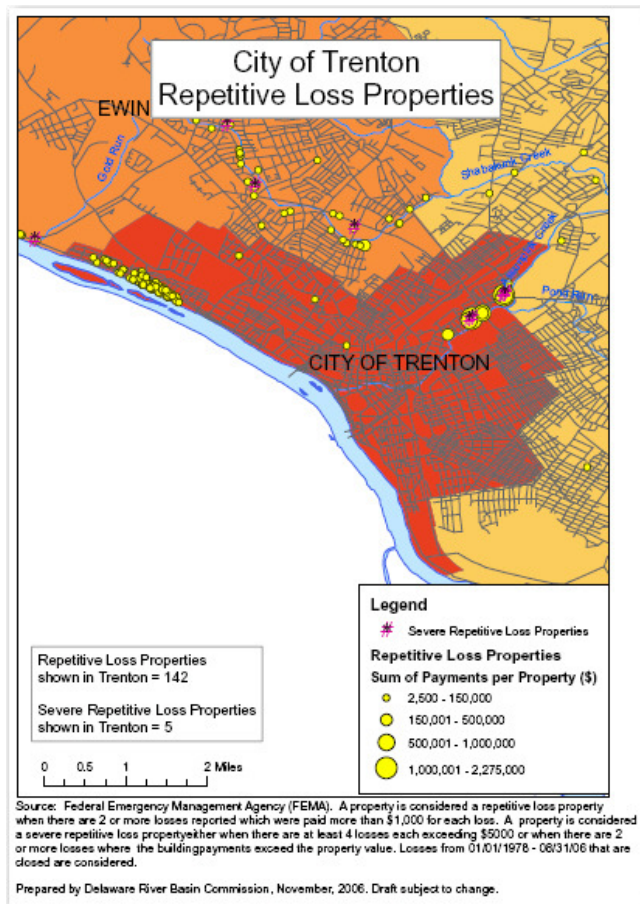 City of Trenton
Repetitive Loss Properties
EWIN
Gold Run
Shabakunk Creek
Pond Run
CITY OF TRENTON
Legend
Severe Repetitive Loss Properties
Repetitive Loss Properties
Sum of Payments per Property ($)
2,500 - 150,000
150,001 - 500,000
500,001 - 1,000,000
1,000,001 - 2,275,000
Repetitive Loss Properties
shown in Trenton = 142
Severe Repetitive Loss Properties
shown in Trenton = 5
0 0.5 1 2 Miles
Source: Federal Emergency Management Agency (FEMA). A property is considered a repetitive loss property
when there are 2 or more losses reported which were paid more than $1,000 for each loss. A property is considered
a severe repetitive loss propertyeither when there are at least 4 losses each exceeding $5000 or when there are 2
or more losses where the buildingpayments exceed the property value. Losses from 01/01/1978 - 08/31/06 that are
closed are considered.
Prepared by Delaware River Basin Commission, November, 2006. Draft subject to change.